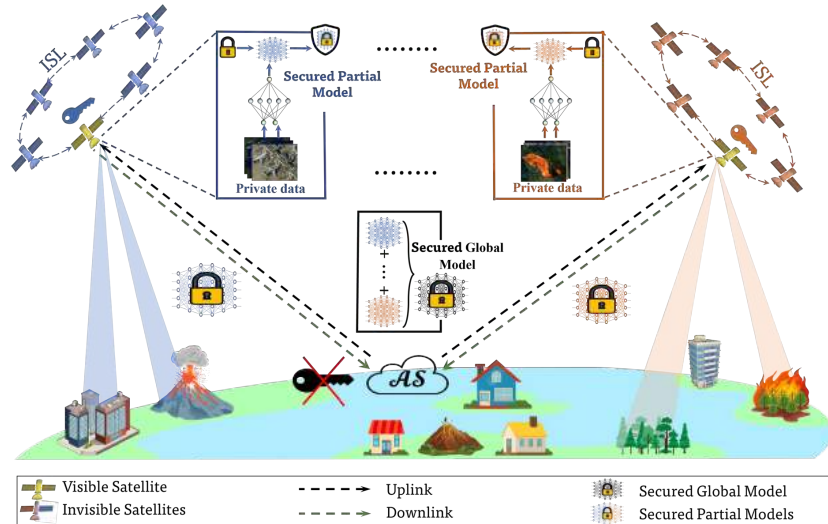 ISL
Secured Partial
Model
Private data
Secured Partial
Model
Private data
ISL
Secured Global
Model
+
+
AS
Visible Satellite
Invisible Satellites
Uplink
Downlink
Secured Global Model
Secured Partial Models